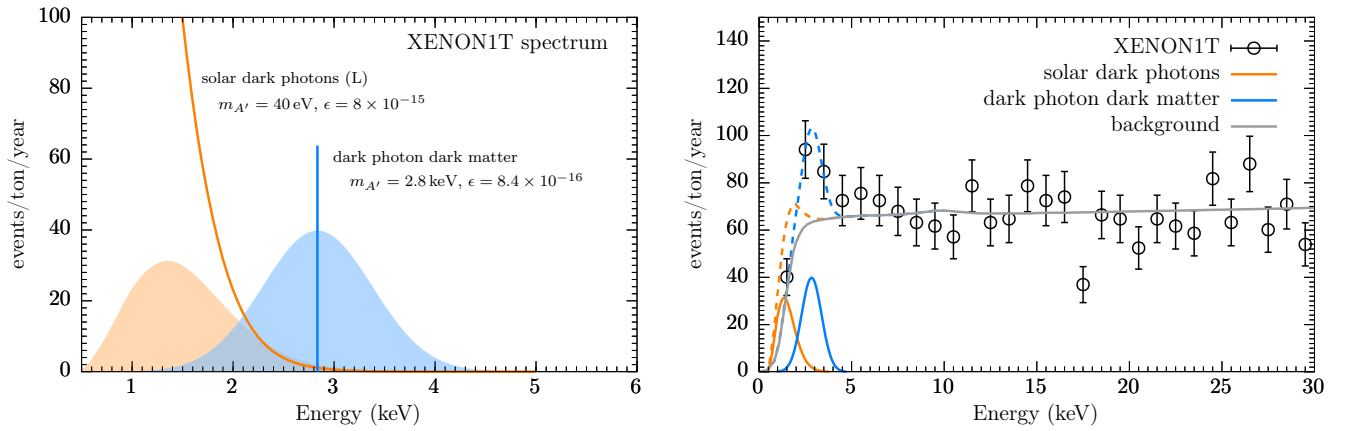 XENON1T spectrum
solar dark photons (L)
m_{A′} = 40 eV, ϵ = 8 × 10^{−15}
dark photon dark matter
m_{A′} = 2.8 keV, ϵ = 8.4 × 10^{−16}
events/ton/year
100
80
60
40
20
0
1 2 3 4 5 6
Energy (keV)
XENON1T
solar dark photons
dark photon dark matter
background
events/ton/year
140
120
100
80
60
40
20
0
0 5 10 15 20 25 30
Energy (keV)